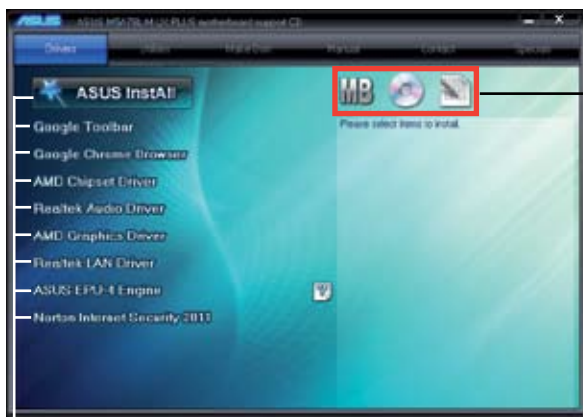 ASUS ASUS M5A78L-M LX PLUS motherboard support CD
Drivers Utilities Make Disk Manual Contact Specials
ASUS InstAll
MB
Please select items to install.
Google Toolbar
Google Chrome Browser
AMD Chipset Driver
Realtek Audio Driver
AMD Graphics Driver
Realtek LAN Driver
ASUS EPU-4 Engine
Norton Internet Security 2011